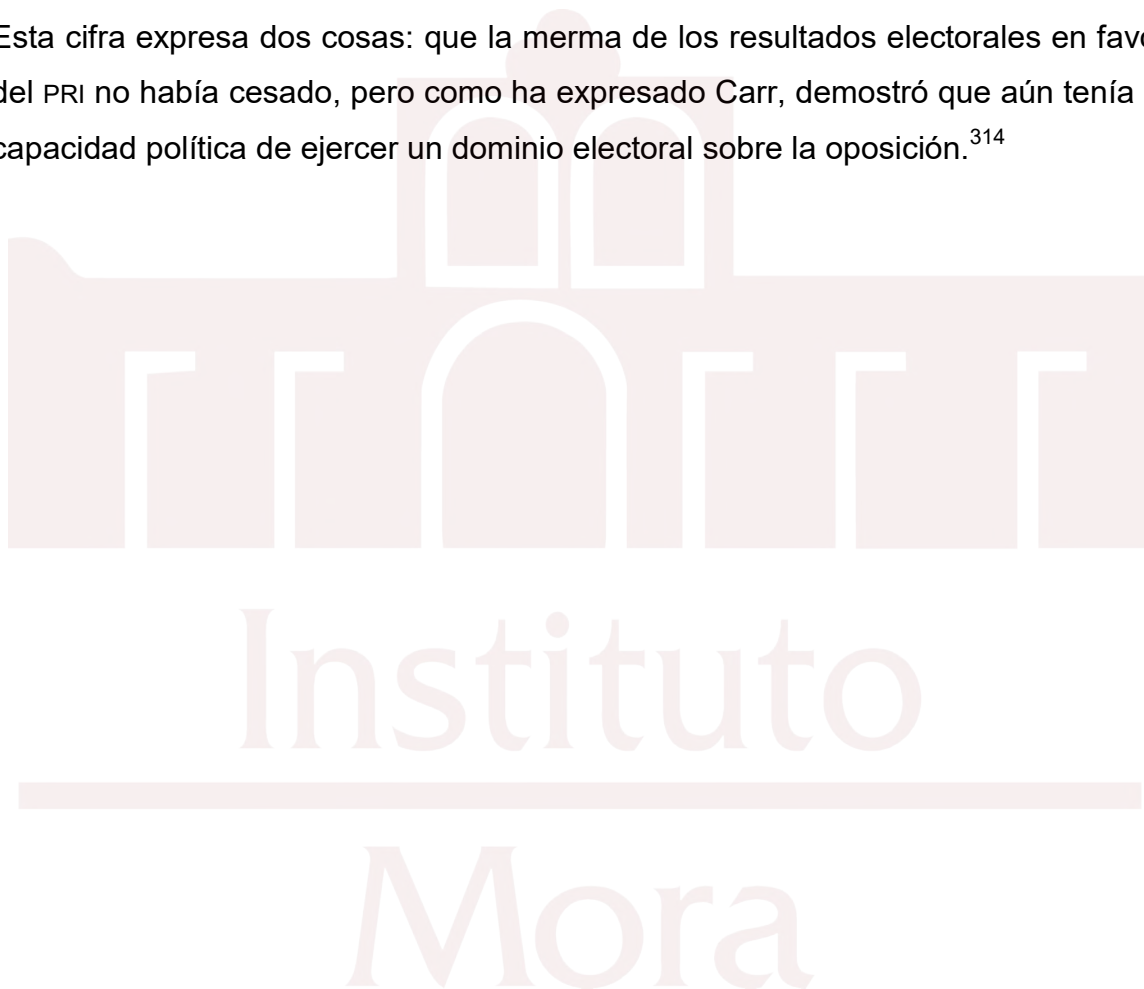 Esta cifra expresa dos cosas: que la merma de los resultados electorales en favo
del PRI no había cesado, pero como ha expresado Carr, demostró que aún tenía
capacidad política de ejercer un dominio electoral sobre la oposición.314
Instituto
Mora